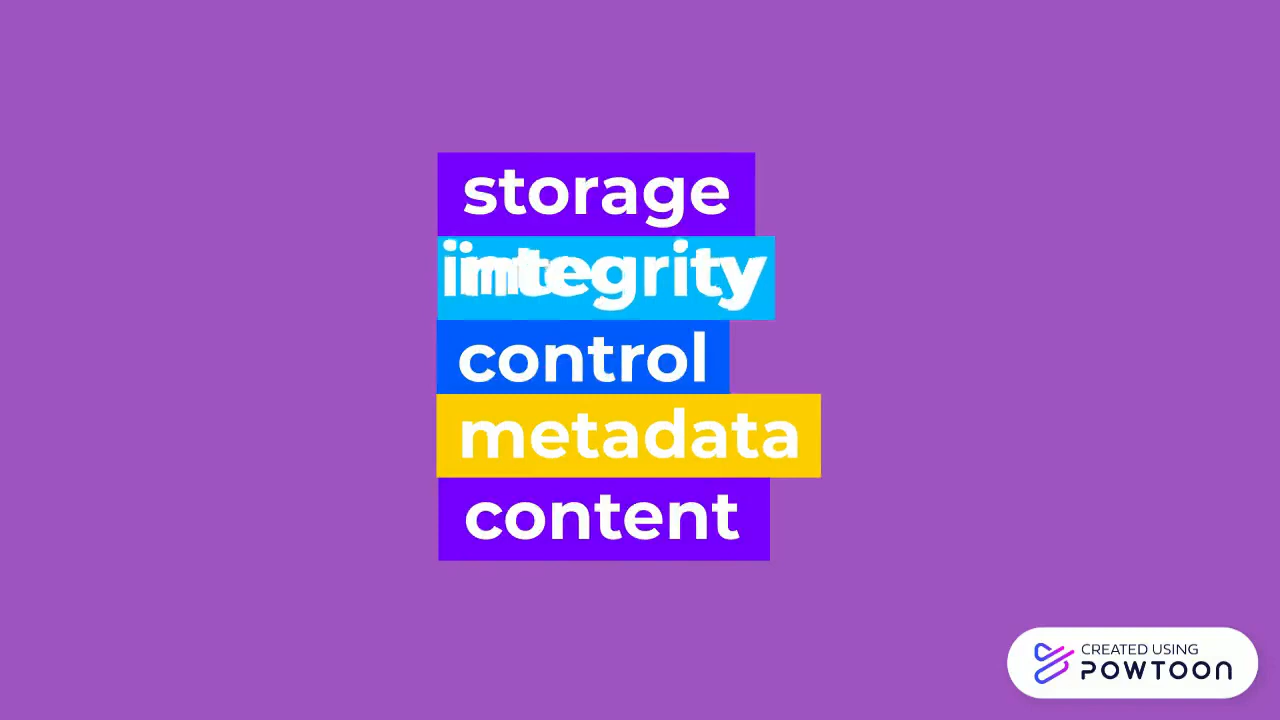 storage
integrity
control
metadata
content
CREATED USING
POWTOON